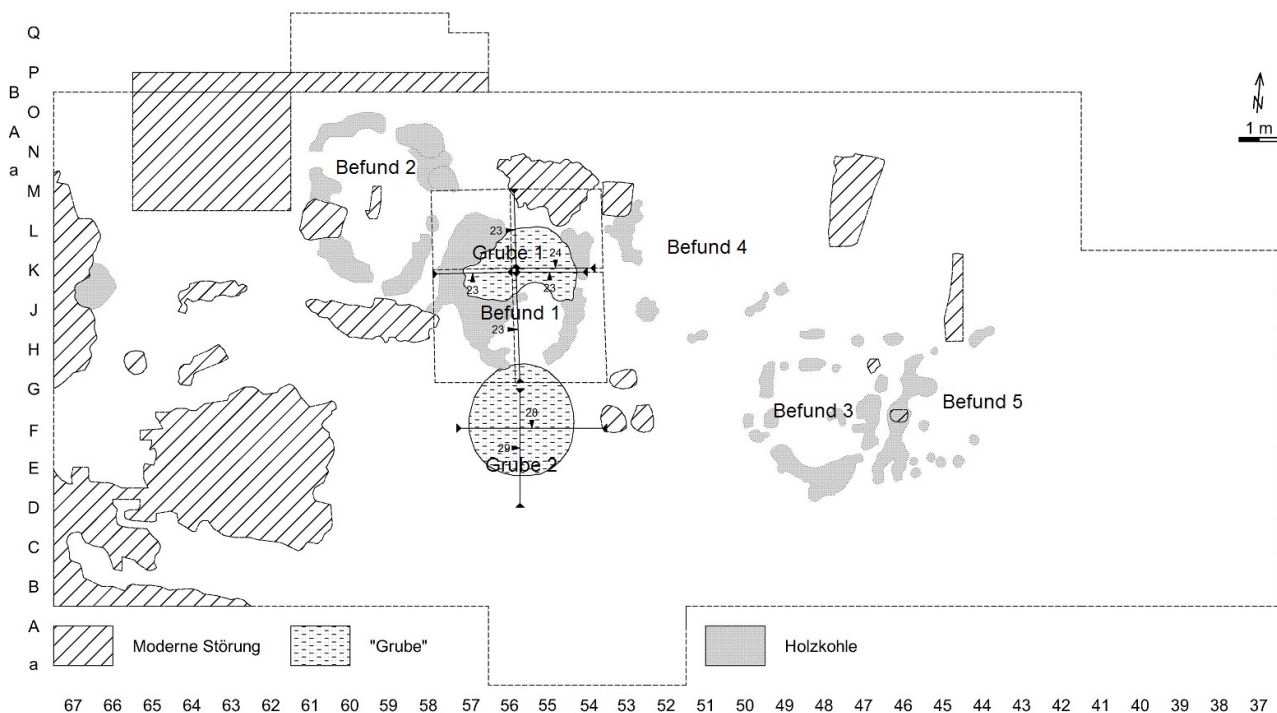 Q
P
B
O
A
N
a
M
L
K
J
H
G
F
E
D
C
B
A
a
N
1 m
Befund 2
23
Befund 4
Grube 1
24
23
23
Befund 1
23
Befund 3
Befund 5
28
29
Grube 2
Moderne Störung
"Grube"
Holzkohle
67 66 65 64 63 62 61 60 59 58 57 56 55 54 53 52 51 50 49 48 47 46 45 44 43 42 41 40 39 38 37